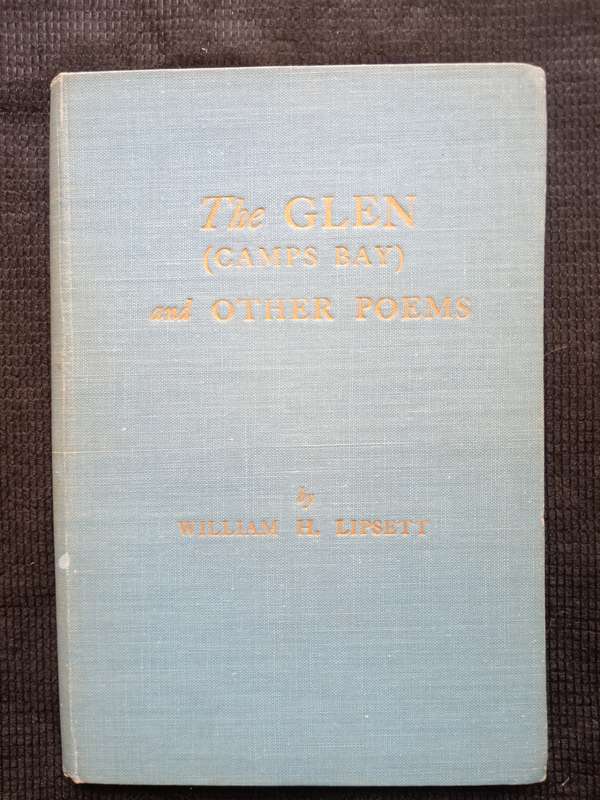 The GLEN
(CAMPS BAY)
and OTHER POEMS
by
WILLIAM H. LIPSETT